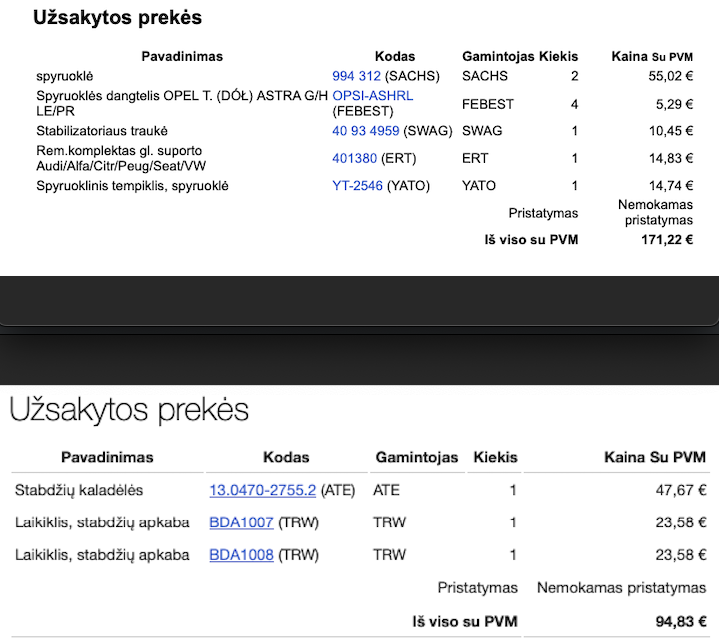 Užsakytos prekės
Pavadinimas Kodas Gamintojas Kiekis Kaina Su PVM
spyruoklė 994 312 (SACHS) SACHS 2 55,02 €
Spyruoklės dangtelis OPEL T. (DÓŁ) ASTRA G/H LE/PR OPSI-ASHRL (FEBEST) FEBEST 4 5,29 €
Stabilizatoriaus traukė 40 93 4959 (SWAG) SWAG 1 10,45 €
Rem.komplektas gl. suporto Audi/Alfa/Citr/Peug/Seat/VW 401380 (ERT) ERT 1 14,83 €
Spyruoklinis tempiklis, spyruoklė YT-2546 (YATO) YATO 1 14,74 €
Pristatymas Nemokamas pristatymas
Iš viso su PVM 171,22 €
Užsakytos prekės
Pavadinimas Kodas Gamintojas Kiekis Kaina Su PVM
Stabdžių kaladėlės 13.0470-2755.2 (ATE) ATE 1 47,67 €
Laikiklis, stabdžių apkaba BDA1007 (TRW) TRW 1 23,58 €
Laikiklis, stabdžių apkaba BDA1008 (TRW) TRW 1 23,58 €
Pristatymas Nemokamas pristatymas
Iš viso su PVM 94,83 €